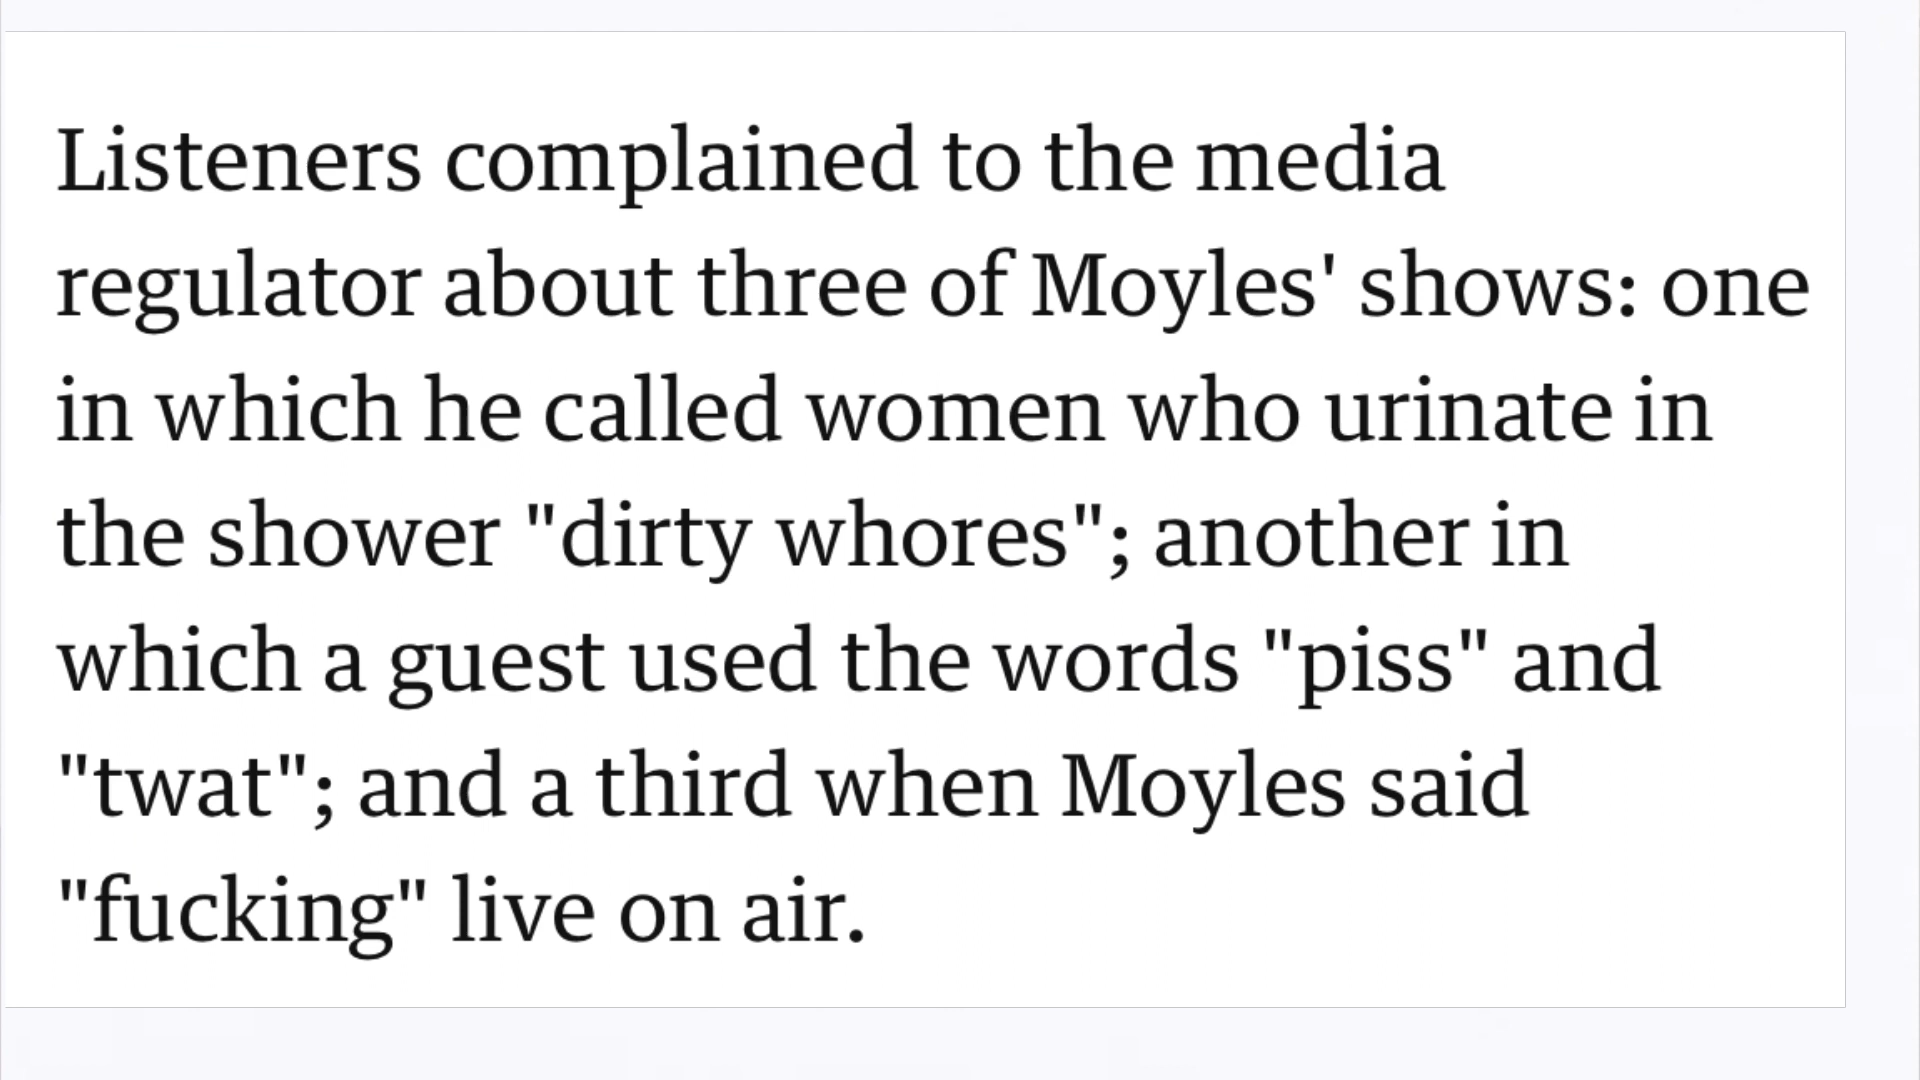 Listeners complained to the media
regulator about three of Moyles' shows: one
in which he called women who urinate in
the shower "dirty whores"; another in
which a guest used the words "piss" and
"twat"; and a third when Moyles said
"fucking" live on air.